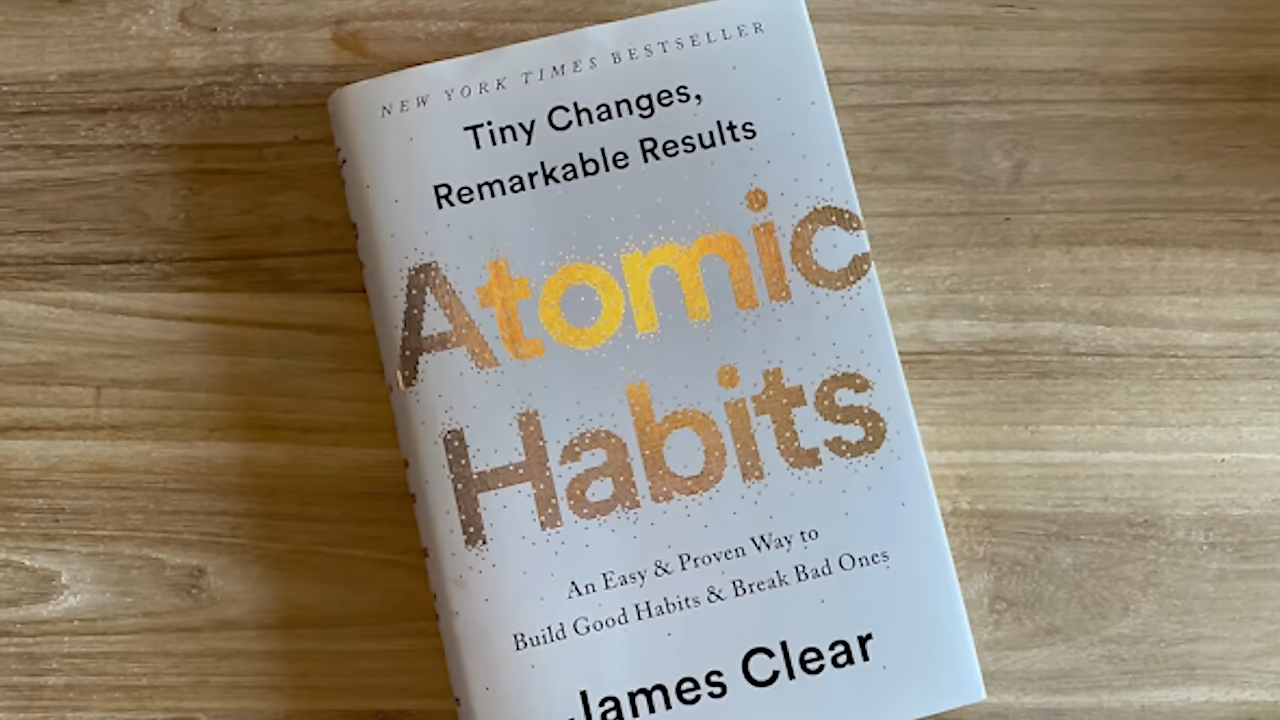 NEW YORK TIMES BESTSELLER
Tiny Changes,
Remarkable Results
Atomic
Habits
An Easy & Proven Way to
Build Good Habits & Break Bad Ones
James Clear